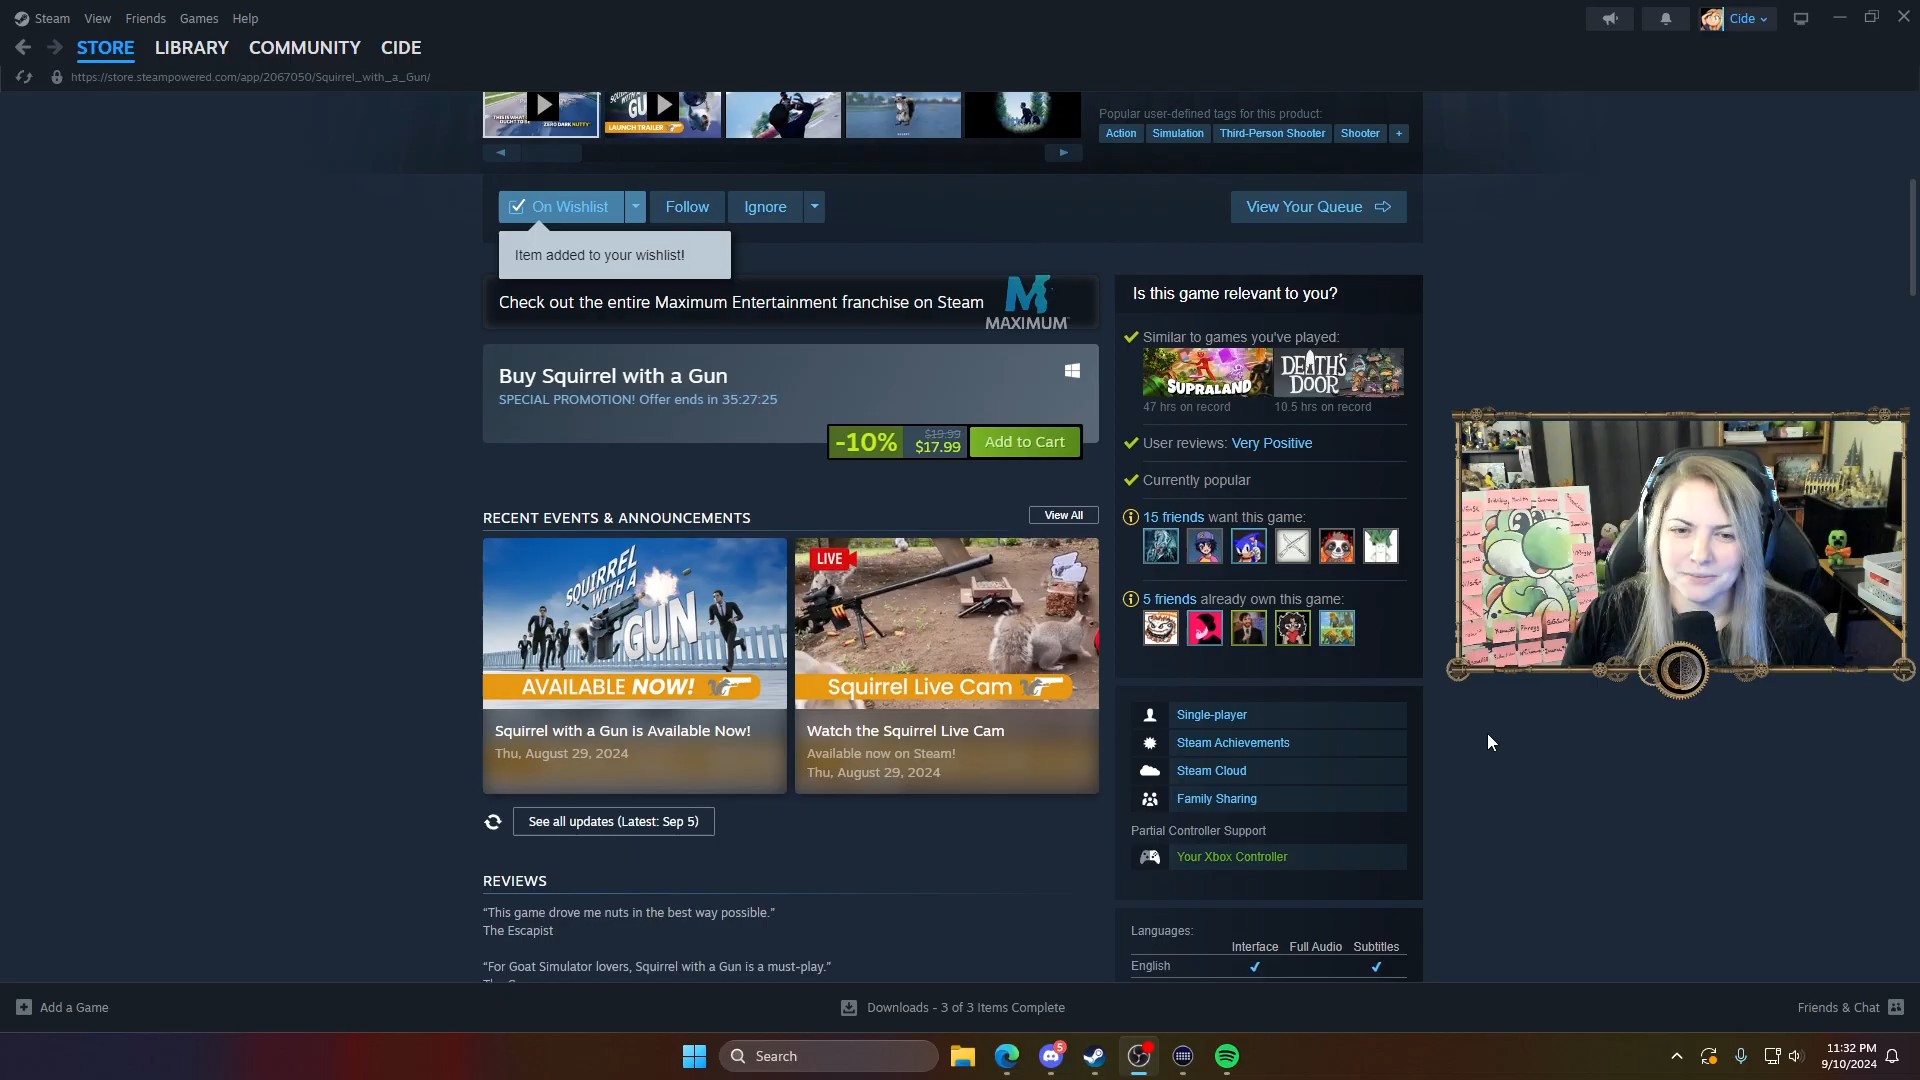 Steam View Friends Games Help
Cide
STORE LIBRARY COMMUNITY CIDE
https://store.steampowered.com/app/2067050/Squirrel_with_a_Gun/
ZERO DARK NUTTY
GUN
LAUNCH TRAILER
Popular user-defined tags for this product:
Action Simulation Third-Person Shooter Shooter +
On Wishlist Follow Ignore View Your Queue
Item added to your wishlist!
Check out the entire Maximum Entertainment franchise on Steam
MAXIMUM
Buy Squirrel with a Gun
SPECIAL PROMOTION! Offer ends in 35:27:25
-10% $19.99 $17.99 Add to Cart
RECENT EVENTS & ANNOUNCEMENTS View All
SQUIRREL WITH A GUN
AVAILABLE NOW!
Squirrel with a Gun is Available Now!
Thu, August 29, 2024
LIVE
Squirrel Live Cam
Watch the Squirrel Live Cam
Available now on Steam!
Thu, August 29, 2024
See all updates (Latest: Sep 5)
REVIEWS
“This game drove me nuts in the best way possible.”
The Escapist
“For Goat Simulator lovers, Squirrel with a Gun is a must-play.”
Is this game relevant to you?
Similar to games you've played:
SUPRALAND DEATH'S DOOR
47 hrs on record 10.5 hrs on record
User reviews: Very Positive
Currently popular
15 friends want this game:
5 friends already own this game:
Single-player
Steam Achievements
Steam Cloud
Family Sharing
Partial Controller Support
Your Xbox Controller
Languages:
Interface Full Audio Subtitles
English ✔ ✔
Add a Game Downloads - 3 of 3 Items Complete Friends & Chat
Search 5 11:32 PM
9/10/2024